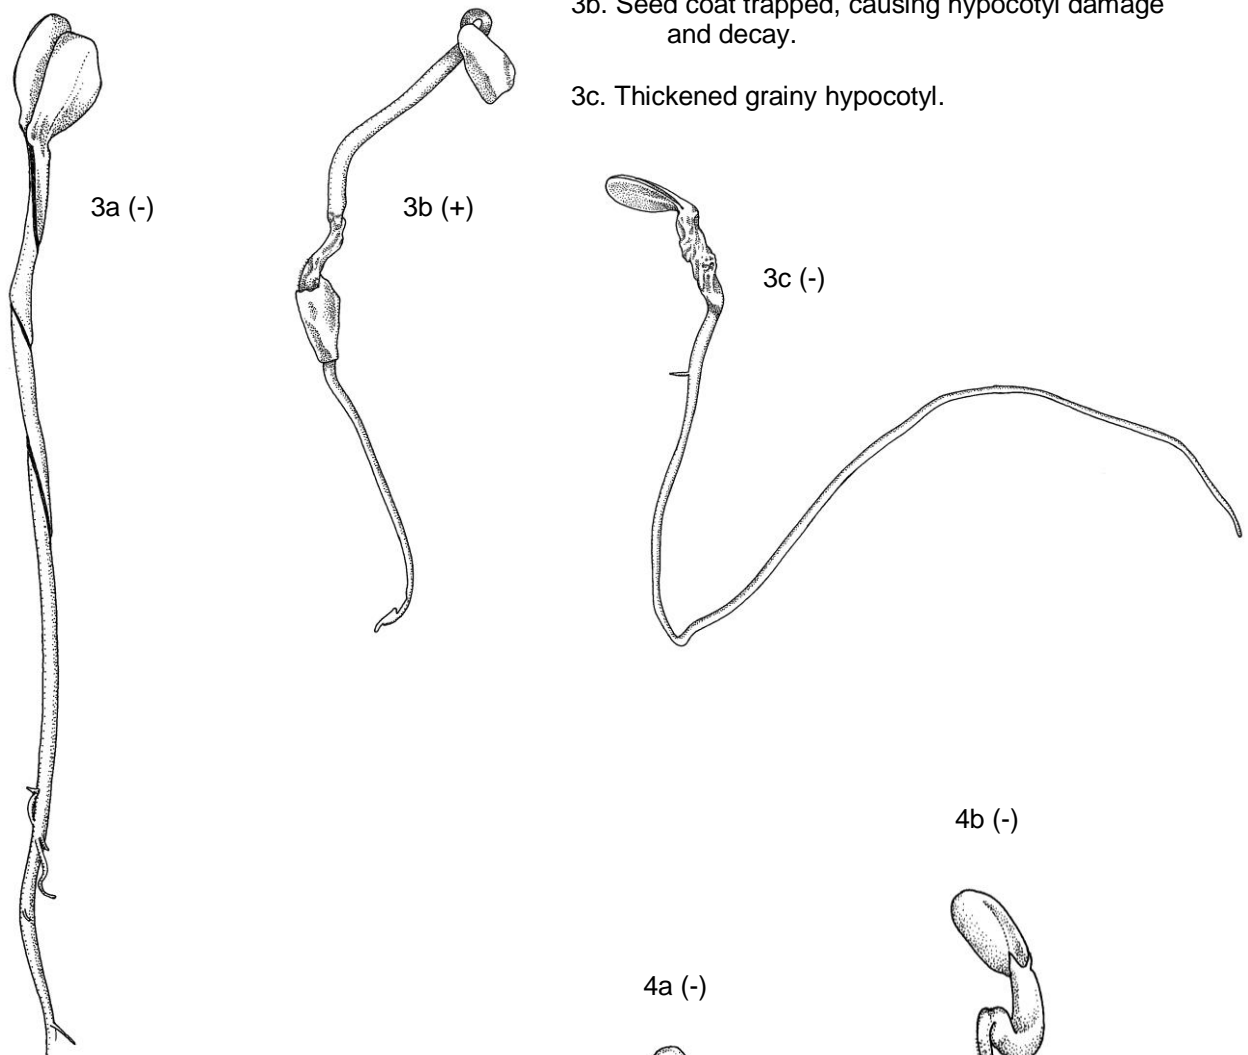 3b. Seed coat trapped, causing hypocotyl damage
and decay.
3c. Thickened grainy hypocotyl.
3a (-)
3b (+)
3c (-)
4b (-)
4a (-)